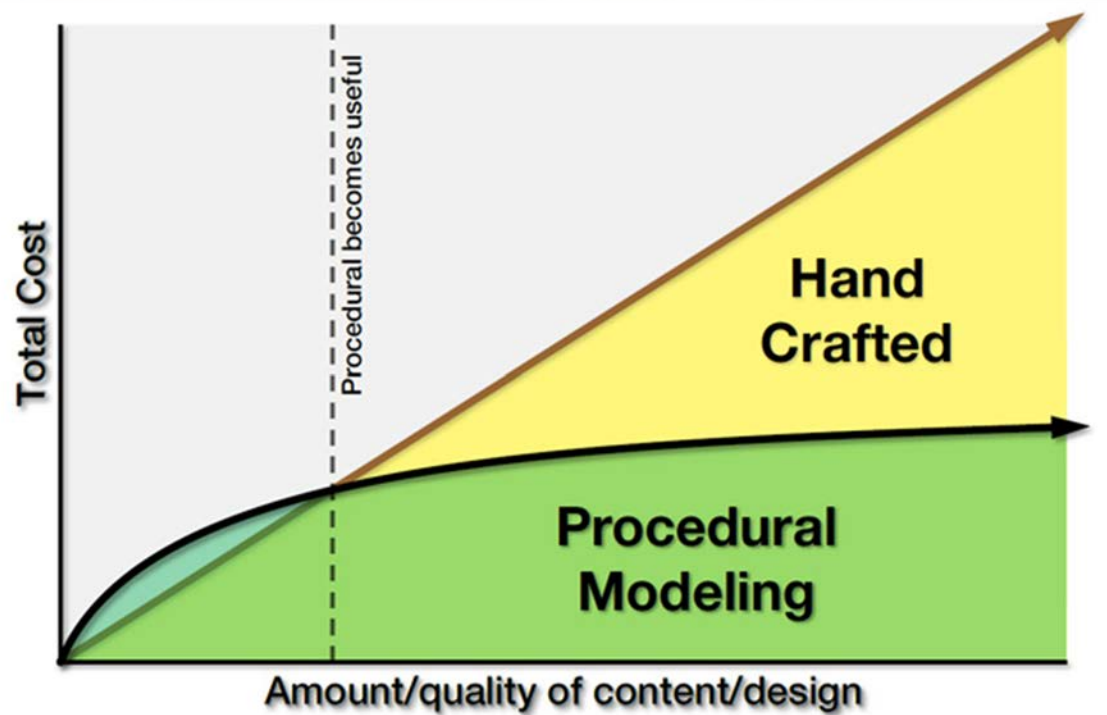 Procedural becomes useful
Total Cost
Hand
Crafted
Procedural
Modeling
Amount/quality of content/design